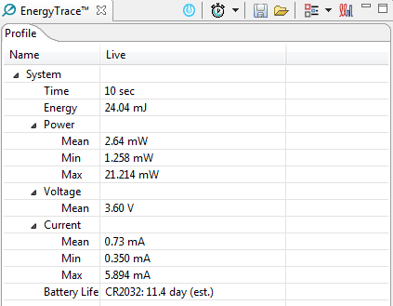 EnergyTrace™
Profile
Name Live
System
Time 10 sec
Energy 24.04 mJ
Power
Mean 2.64 mW
Min 1.258 mW
Max 21.214 mW
Voltage
Mean 3.60 V
Current
Mean 0.73 mA
Min 0.350 mA
Max 5.894 mA
Battery Life CR2032: 11.4 day (est.)